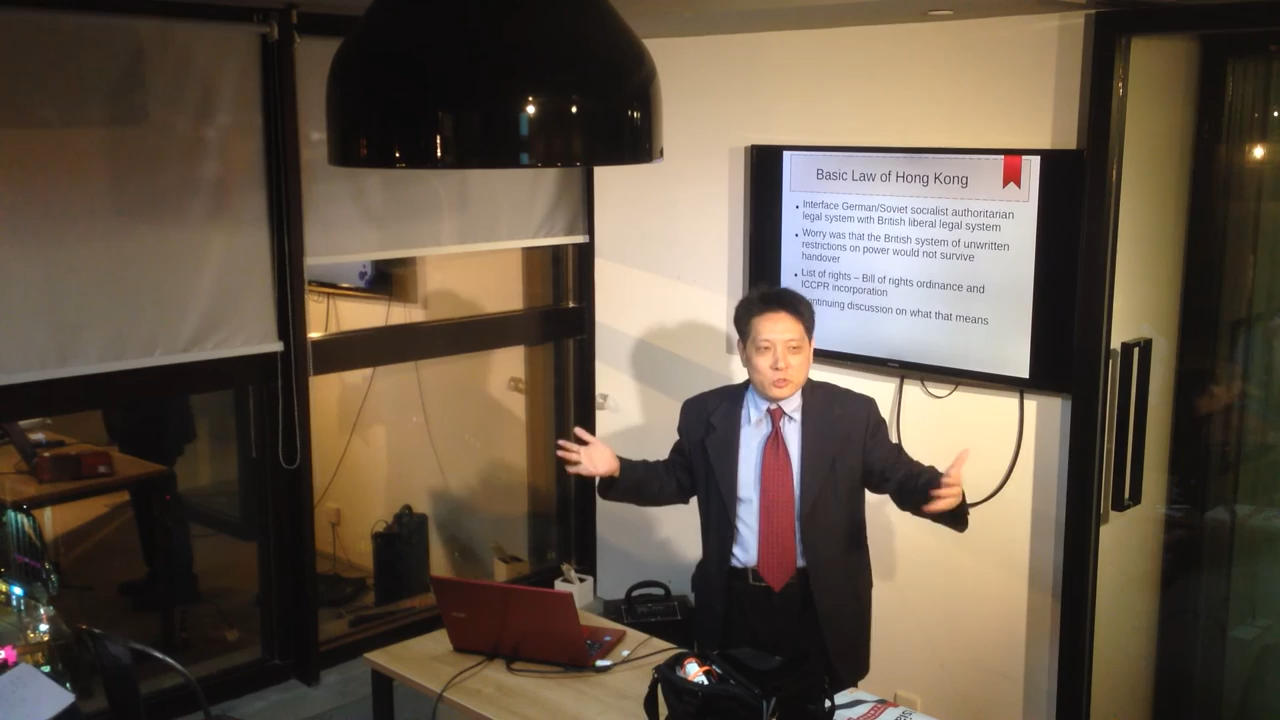 Basic Law of Hong Kong
• Interface German/Soviet socialist authoritarian
legal system with British liberal legal system
• Worry was that the British system of unwritten
restrictions on power would not survive
handover
• List of rights – Bill of rights ordinance and
ICCPR incorporation
ontinuing discussion on what that means